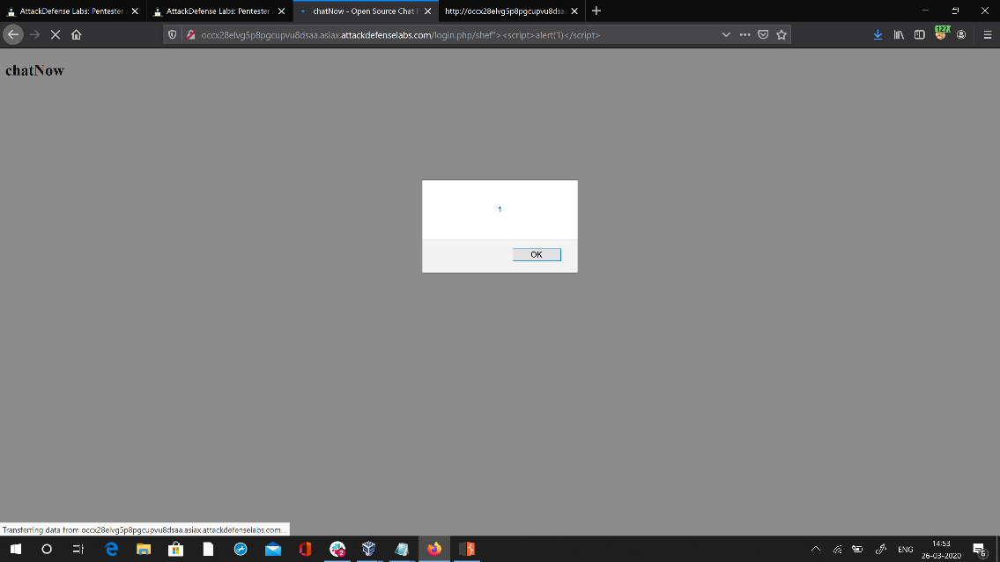 AttackDefense Labs: Pentester A
AttackDefense Labs: Pentester A
chatNow - Open Source Chat P
http://occx28elvg5p8pgcupvu8dsaa.
127
occx28elvg5p8pgcupvu8dsaa.asiax.attackdefenselabs.com/login.php/shef"><script>alert(1)</script>
chatNow
1
OK
Transferring data from occx28elvg5p8pgcupvu8dsaa.asiax.attackdefenselabs.com...
2
ENG
14:53
26-03-2020
6